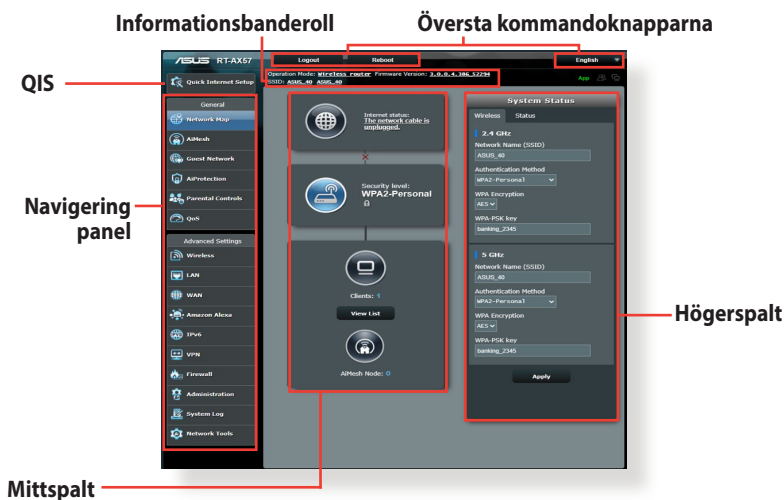 Informationsbanderoll
Översta kommandoknapparna
QIS
Navigering
panel
Mittspalt
Högerspalt
ASUS RT-AX57
Logout
Reboot
English
Quick Internet Setup
Operation Mode: Wireless router Firmware Version: 3.0.0.4.386_52294
SSID: ASUS_40 ASUS_40
App
General
Network Map
AiMesh
Guest Network
AiProtection
Parental Controls
QoS
Advanced Settings
Wireless
LAN
WAN
Amazon Alexa
IPv6
VPN
Firewall
Administration
System Log
Network Tools
Internet status:
The network cable is
unplugged.
Security level:
WPA2-Personal
Clients: 1
View List
AiMesh Node: 0
System Status
Wireless Status
2.4 GHz
Network Name (SSID)
ASUS_40
Authentication Method
WPA2-Personal
WPA Encryption
AES
WPA-PSK key
banking_2345
5 GHz
Network Name (SSID)
ASUS_40
Authentication Method
WPA2-Personal
WPA Encryption
AES
WPA-PSK key
banking_2345
Apply